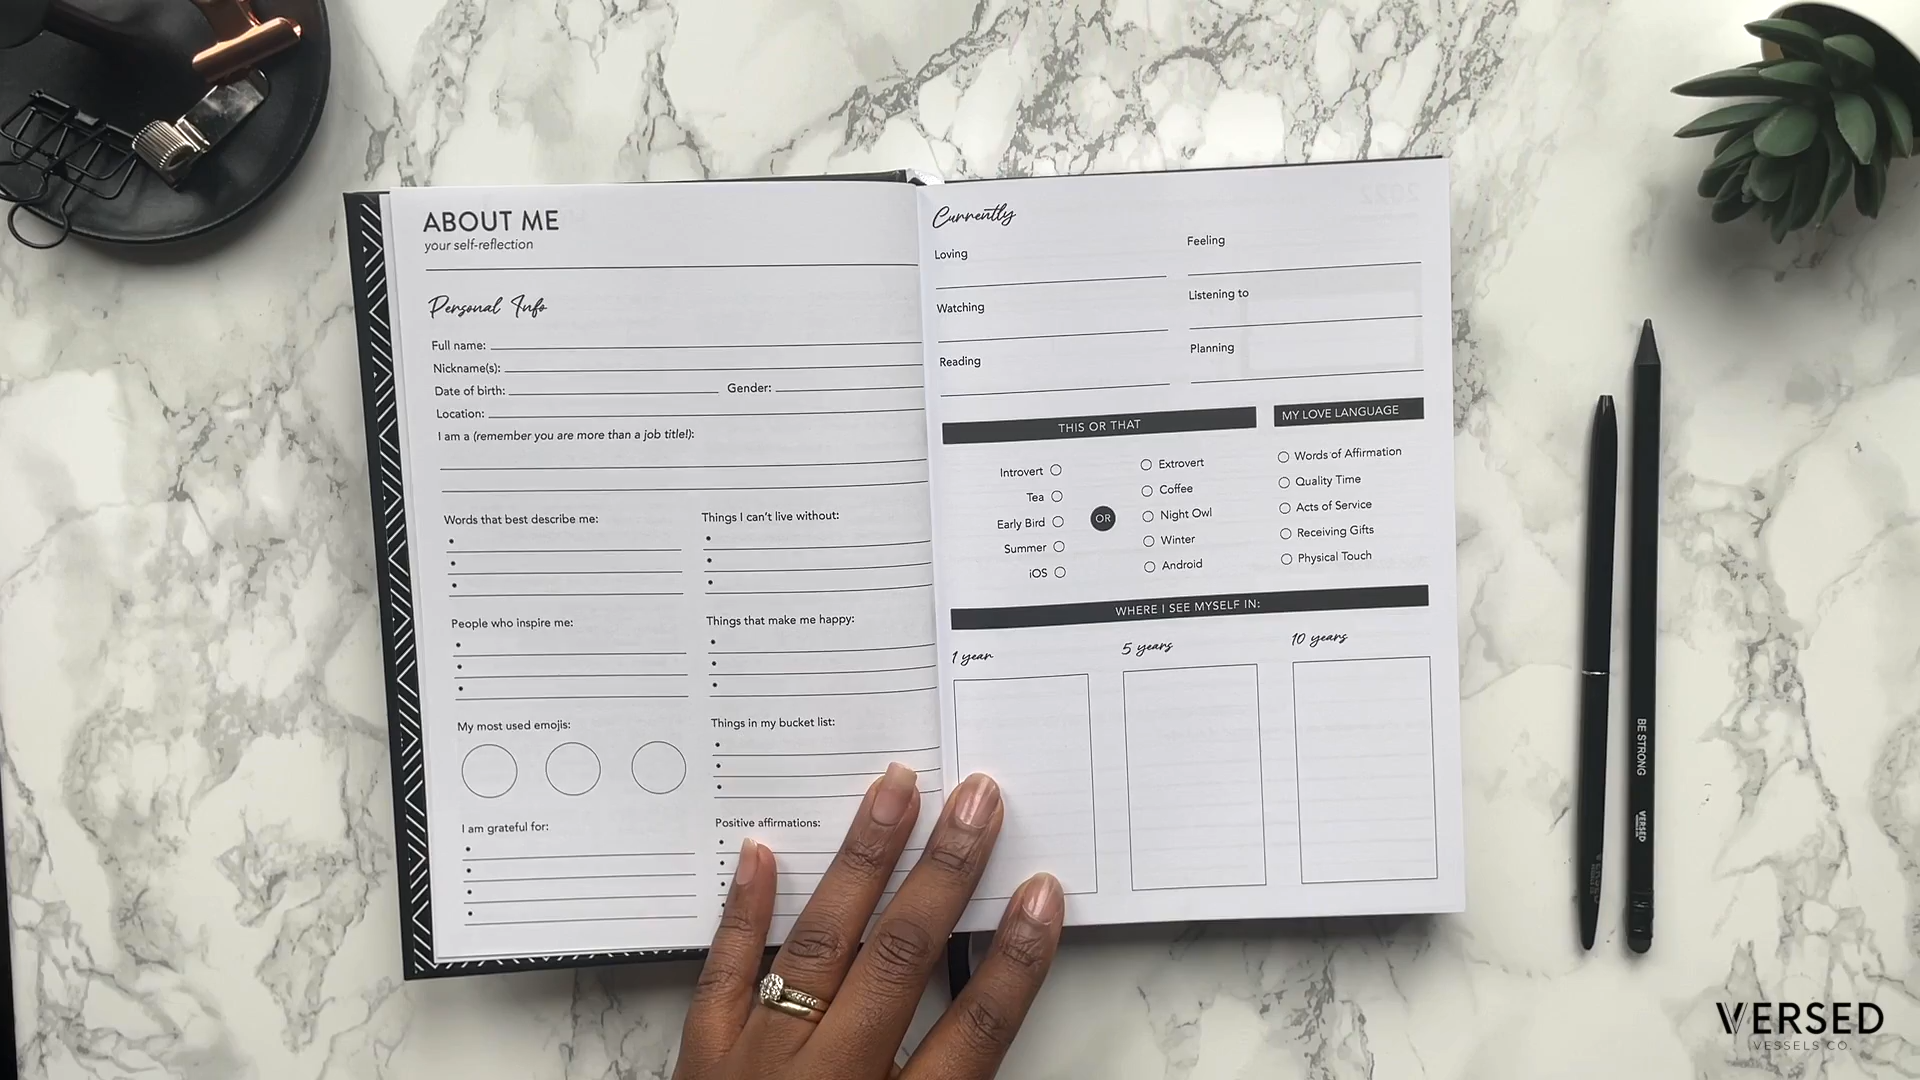 ABOUT ME
your self-reflection
Personal Info
Full name:
Nickname(s):
Date of birth: Gender:
Location:
I am a (remember you are more than a job title!):
Words that best describe me:
Things I can't live without:
People who inspire me:
Things that make me happy:
My most used emojis:
Things in my bucket list:
I am grateful for:
Positive affirmations:
Currently
Loving
Feeling
Watching
Listening to
Reading
Planning
THIS OR THAT
Introvert Extrovert
Tea Coffee
Early Bird OR Night Owl
Summer Winter
iOS Android
MY LOVE LANGUAGE
Words of Affirmation
Quality Time
Acts of Service
Receiving Gifts
Physical Touch
WHERE I SEE MYSELF IN:
1 year
5 years
10 years
BE STRONG
VERSED
VERSED
VESSELS CO.